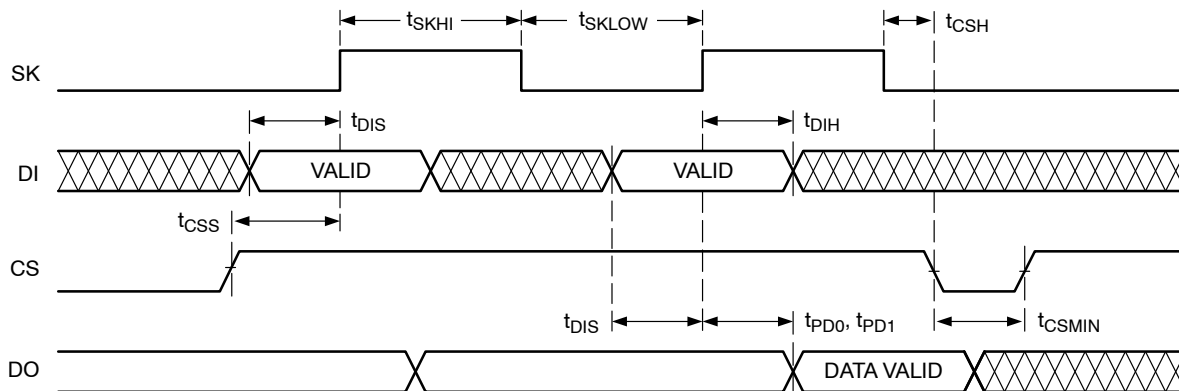 tSKHI tSKLOW tCSH
SK
tDIS tDIH
DI VALID VALID
tCSS
CS
tDIS tPD0, tPD1 tCSMIN
DO DATA VALID